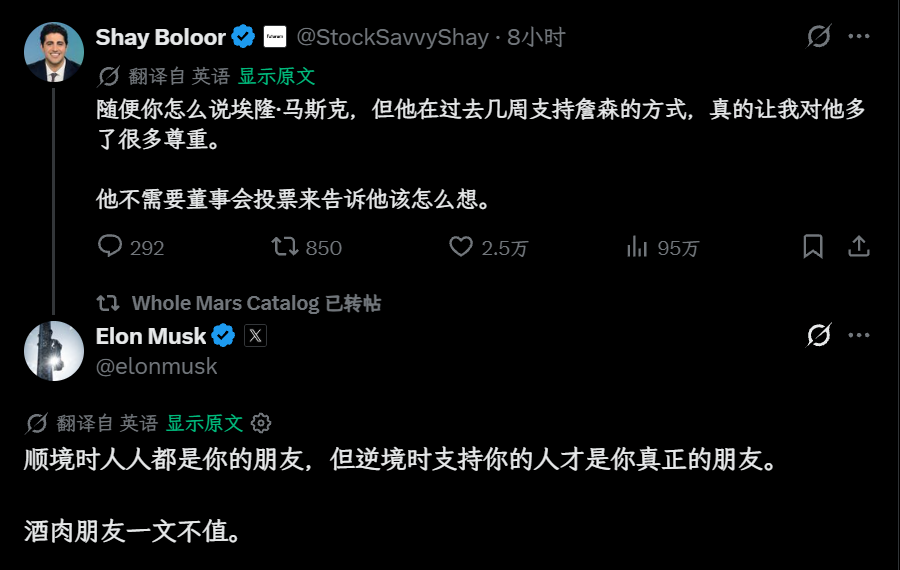 Shay Boloor @StockSavvyShay · 8小时
翻译自 英语 显示原文
随便你怎么说埃隆·马斯克，但他在过去几周支持詹森的方式，真的让我对他多
了很多尊重。
他不需要董事会投票来告诉他该怎么想。
292 850 2.5万 95万
Whole Mars Catalog 已转帖
Elon Musk
@elonmusk
翻译自 英语 显示原文
顺境时人人都是你的朋友，但逆境时支持你的人才是你真正的朋友。
酒肉朋友一文不值。